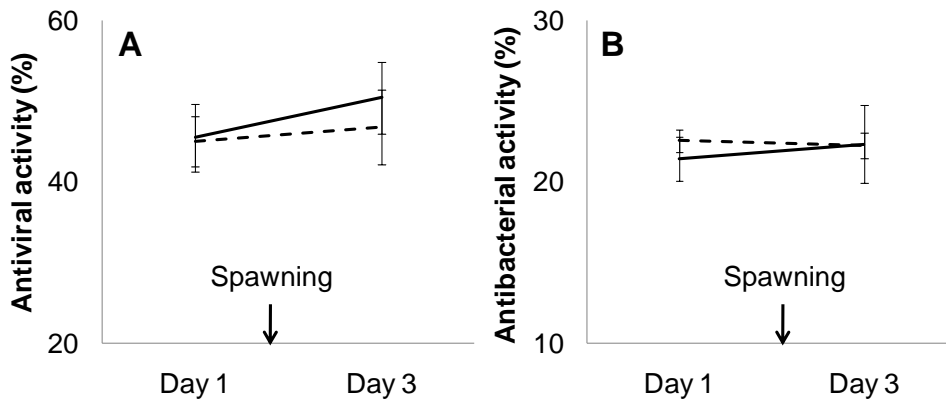 Antiviral activity (%)
60
40
20
A
Spawning
Day 1 Day 3
Antibacterial activity (%)
30
20
10
B
Spawning
Day 1 Day 3